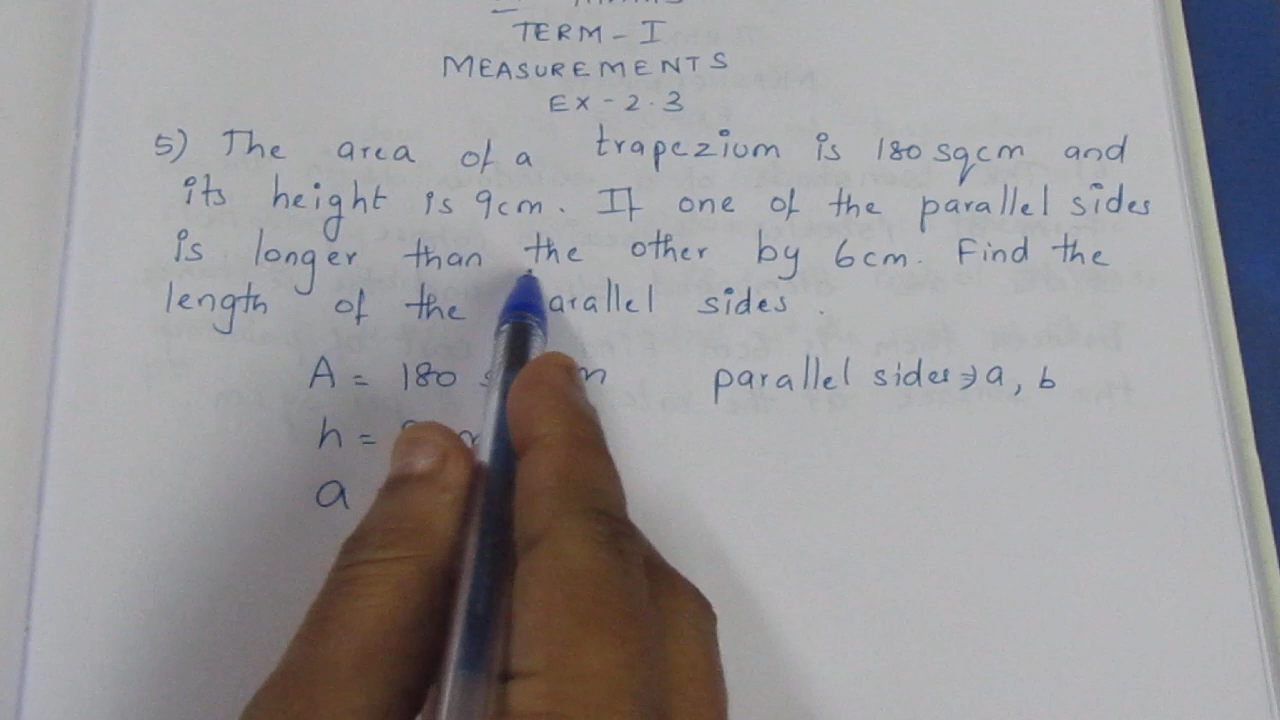 TERM - I
MEASUREMENTS
EX - 2.3
5) The area of a trapezium is 180 sqcm and
its height is 9cm. If one of the parallel sides
is longer than the other by 6cm. Find the
length of the arallel sides.
A = 180 parallel sides ⇒ a, b
h =
a